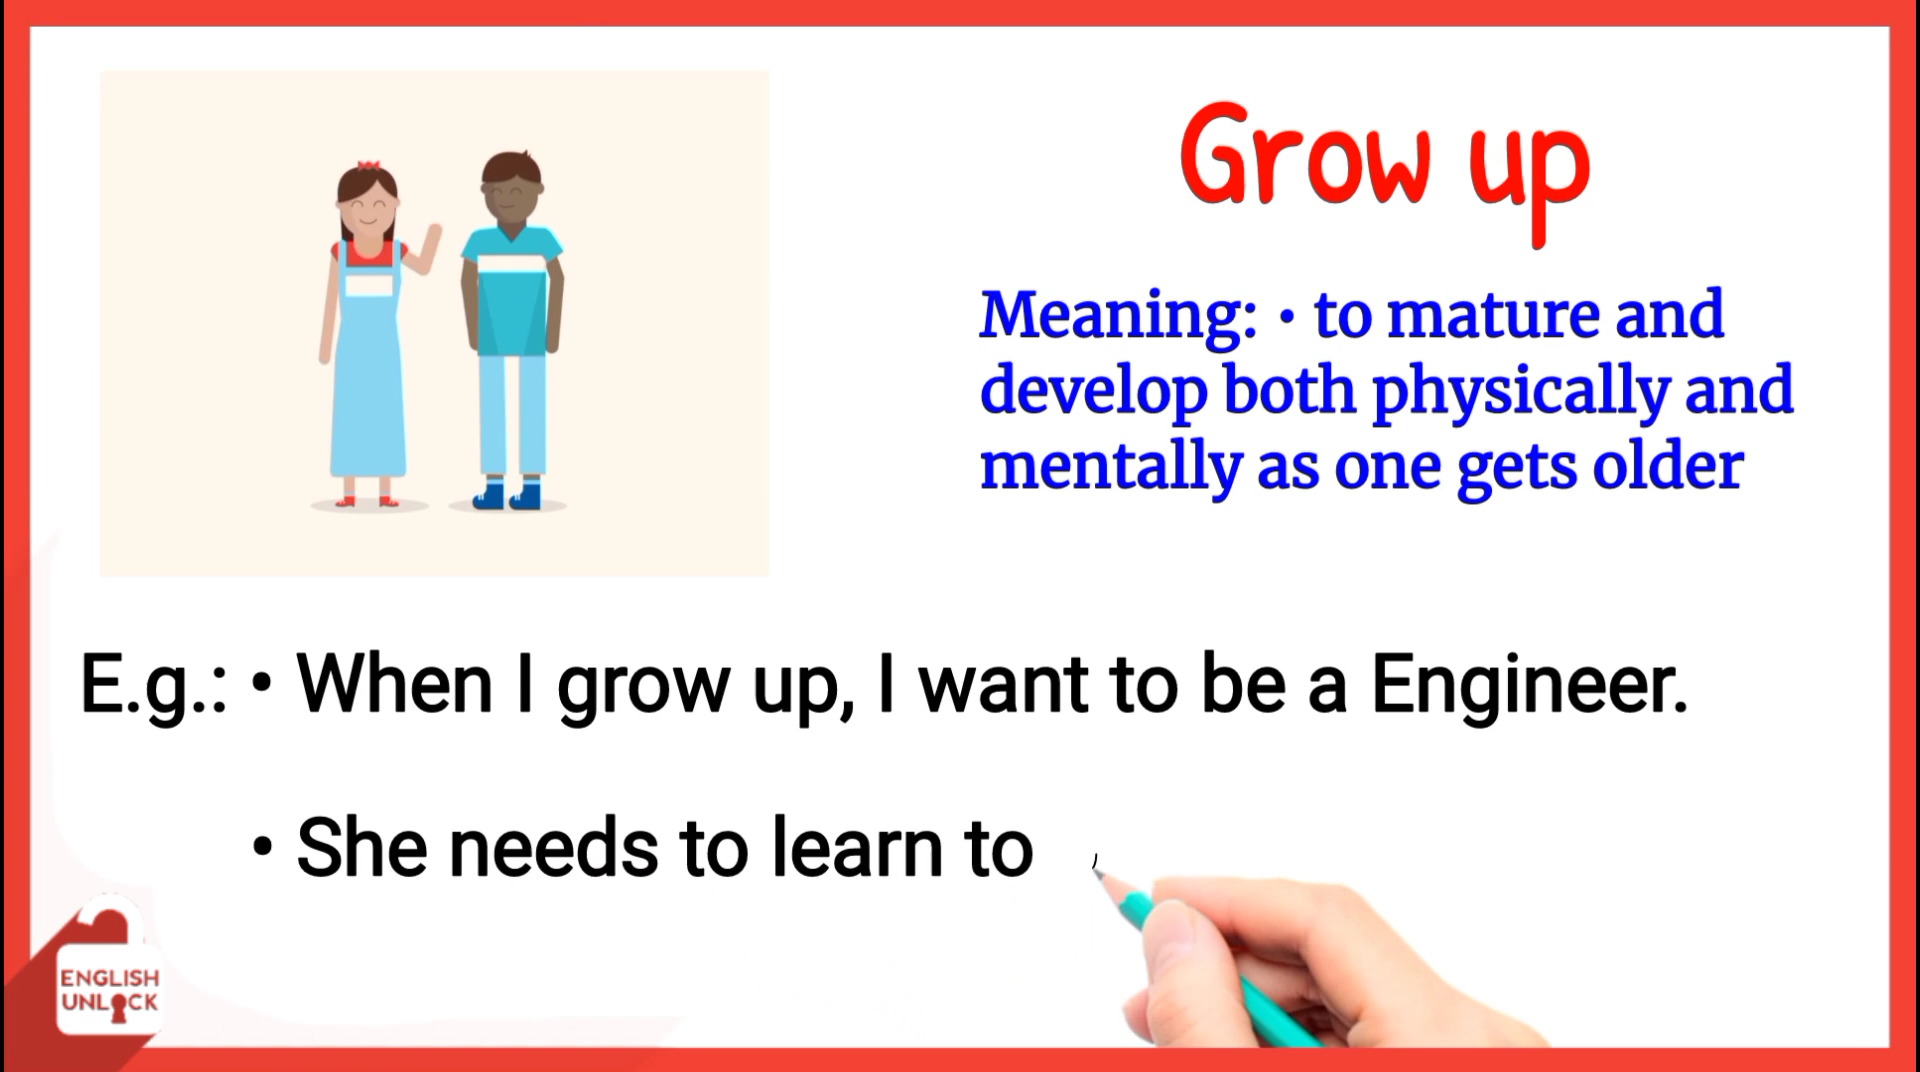 Grow up
Meaning: • to mature and
develop both physically and
mentally as one gets older
E.g.: • When I grow up, I want to be a Engineer.
• She needs to learn to
ENGLISH
UNLOCK